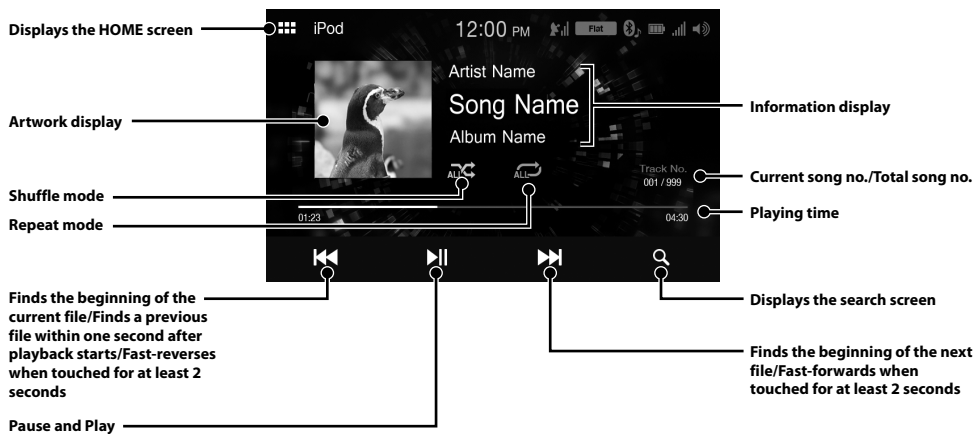 Displays the HOME screen
iPod
12:00 PM
Flat
Artist Name
Song Name
Album Name
Information display
Artwork display
ALL
ALL
Track No.
001 / 999
Current song no./Total song no.
Shuffle mode
Repeat mode
01:23
04:30
Playing time
Finds the beginning of the
current file/Finds a previous
file within one second after
playback starts/Fast-reverses
when touched for at least 2
seconds
Pause and Play
Displays the search screen
Finds the beginning of the next
file/Fast-forwards when
touched for at least 2 seconds